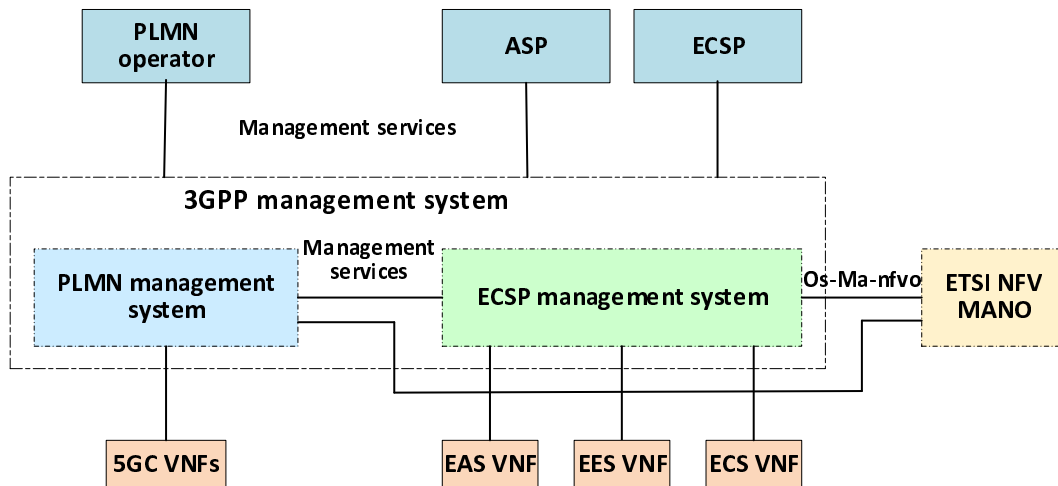 PLMN
operator
ASP
ECSP
Management services
3GPP management system
PLMN management
system
Management
services
ECSP management system
Os-Ma-nfvo
ETSI NFV
MANO
5GC VNFs
EAS VNF
EES VNF
ECS VNF